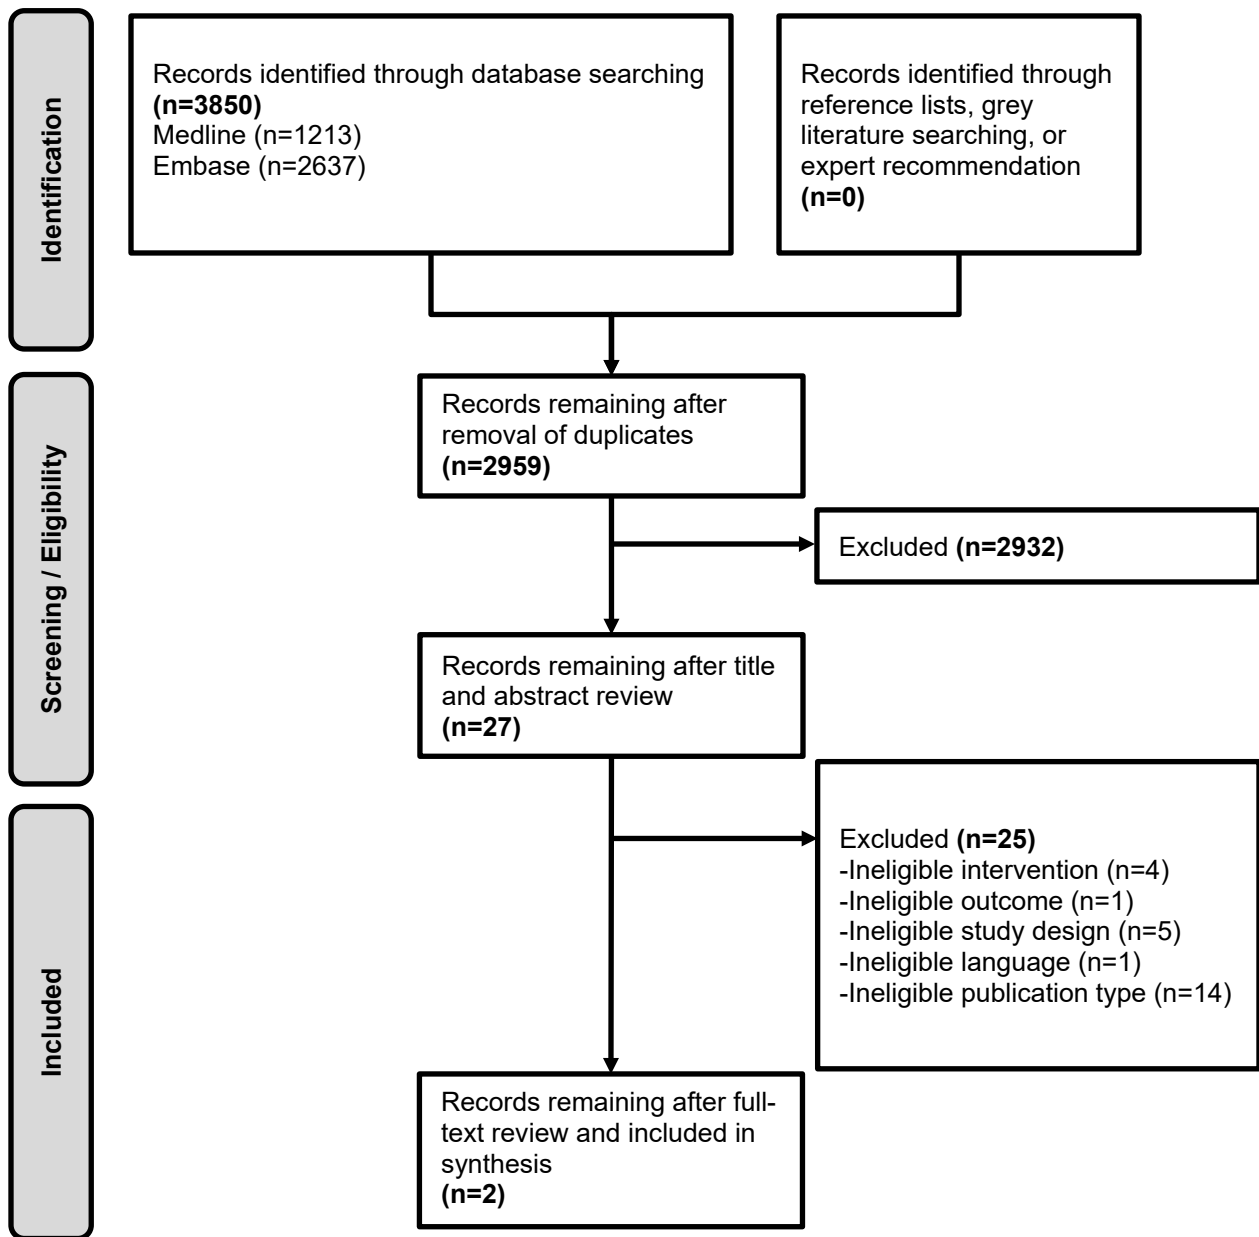 Identification
Records identified through database searching
(n=3850)
Medline (n=1213)
Embase (n=2637)
Records identified through
reference lists, grey
literature searching, or
expert recommendation
(n=0)
Screening / Eligibility
Records remaining after
removal of duplicates
(n=2959)
Excluded (n=2932)
Records remaining after title
and abstract review
(n=27)
Included
Excluded (n=25)
-Ineligible intervention (n=4)
-Ineligible outcome (n=1)
-Ineligible study design (n=5)
-Ineligible language (n=1)
-Ineligible publication type (n=14)
Records remaining after full-
text review and included in
synthesis
(n=2)